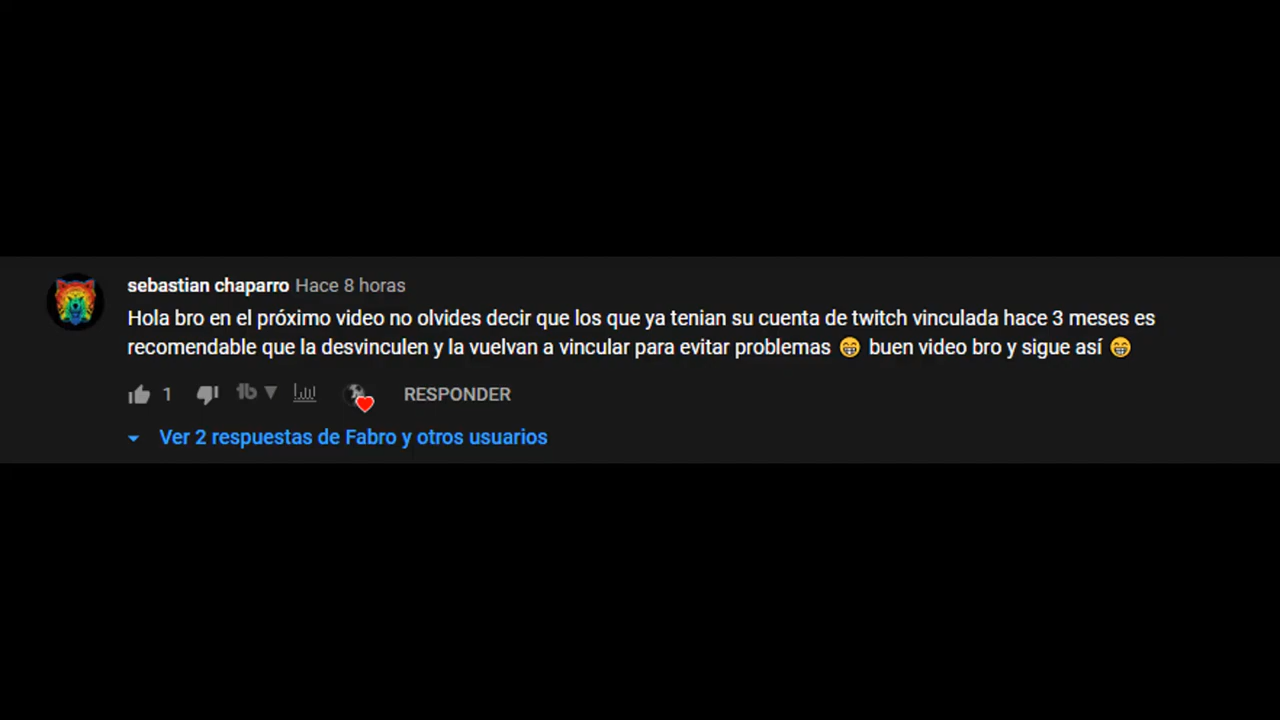 sebastian chaparro Hace 8 horas
Hola bro en el próximo video no olvides decir que los que ya tenian su cuenta de twitch vinculada hace 3 meses es
recomendable que la desvinculen y la vuelvan a vincular para evitar problemas 😁 buen video bro y sigue así 😁
1 tb RESPONDER
Ver 2 respuestas de Fabro y otros usuarios